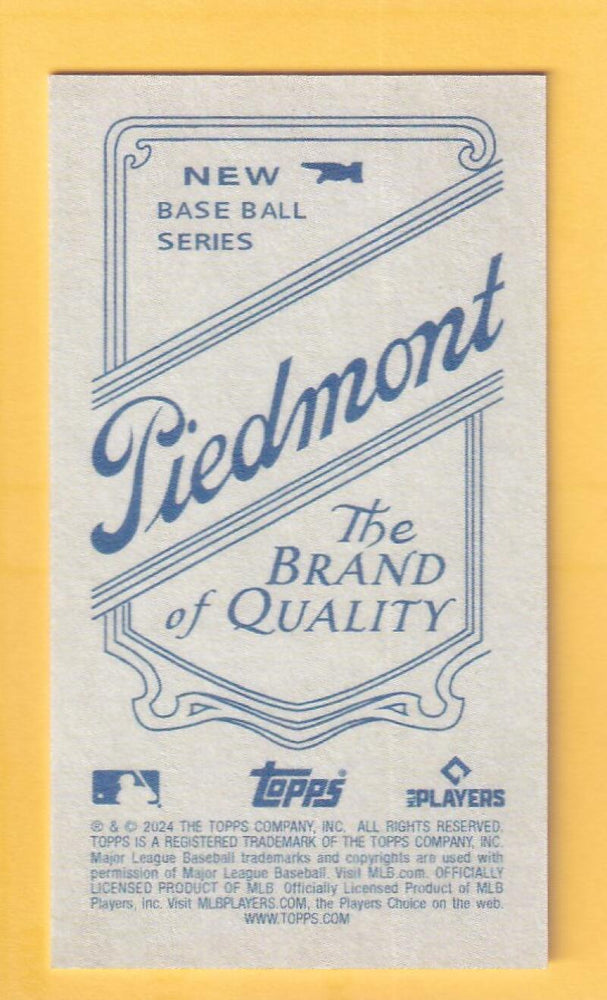 NEW
BASE BALL
SERIES
Piedmont
The
BRAND
of QUALITY
topps®
MLB PLAYERS
® & © 2024 THE TOPPS COMPANY, INC. ALL RIGHTS RESERVED.
TOPPS IS A REGISTERED TRADEMARK OF THE TOPPS COMPANY, INC.
Major League Baseball trademarks and copyrights are used with
permission of Major League Baseball. Visit MLB.com. OFFICIALLY
LICENSED PRODUCT OF MLB Officially Licensed Product of MLB
Players, Inc. Visit MLBPLAYERS.COM, the Players Choice on the web.
WWW.TOPPS.COM